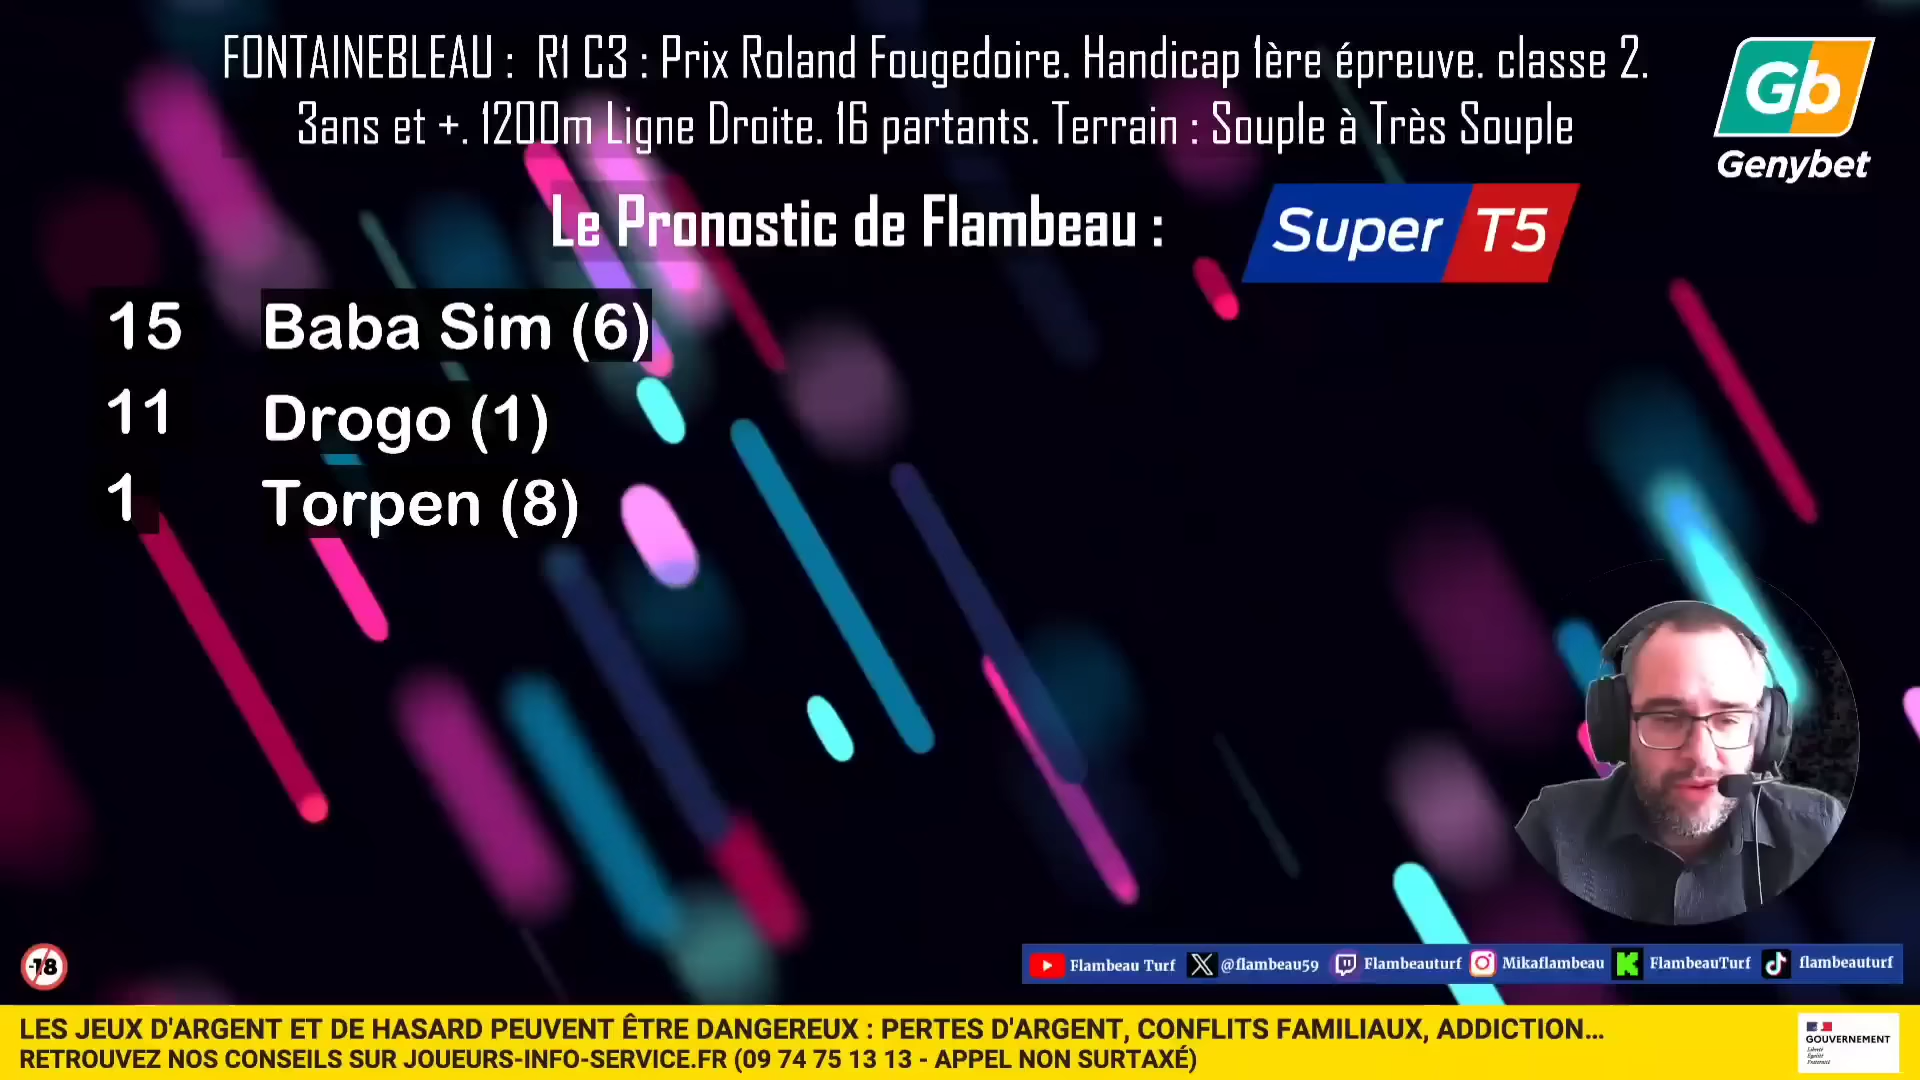 FONTAINEBLEAU : R1 C3 : Prix Roland Fougedoire. Handicap 1ère épreuve. classe 2.
3ans et +. 1200m Ligne Droite. 16 partants. Terrain : Souple à Très Souple
Gb
Genybet
Le Pronostic de Flambeau :
Super T5
15 Baba Sim (6)
11 Drogo (1)
1 Torpen (8)
-18
Flambeau Turf @flambeau59 Flambeauturf Mikaflambeau FlambeauTurf flambeauturf
LES JEUX D'ARGENT ET DE HASARD PEUVENT ÊTRE DANGEREUX : PERTES D'ARGENT, CONFLITS FAMILIAUX, ADDICTION...
RETROUVEZ NOS CONSEILS SUR JOUEURS-INFO-SERVICE.FR (09 74 75 13 13 - APPEL NON SURTAXÉ)
GOUVERNEMENT
Liberté
Égalité
Fraternité